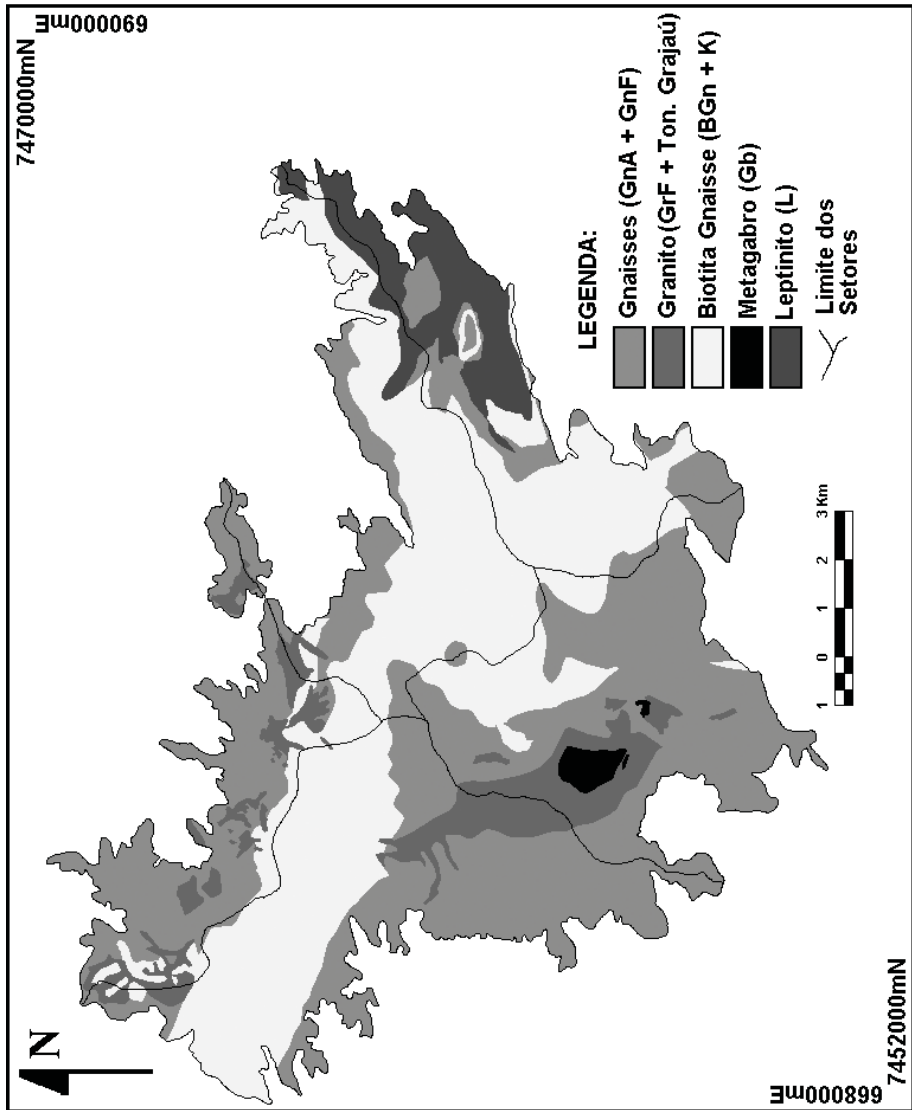 N
7470000mN
690000mE
LEGENDA:
Gnaisses (GnA + GnF)
Granito (GrF + Ton. Grajaú)
Biotita Gnaisse (BGn + K)
Metagabro (Gb)
Leptinito (L)
Limite dos
Setores
1 0 1 2 3 Km
668000mE
7452000mN